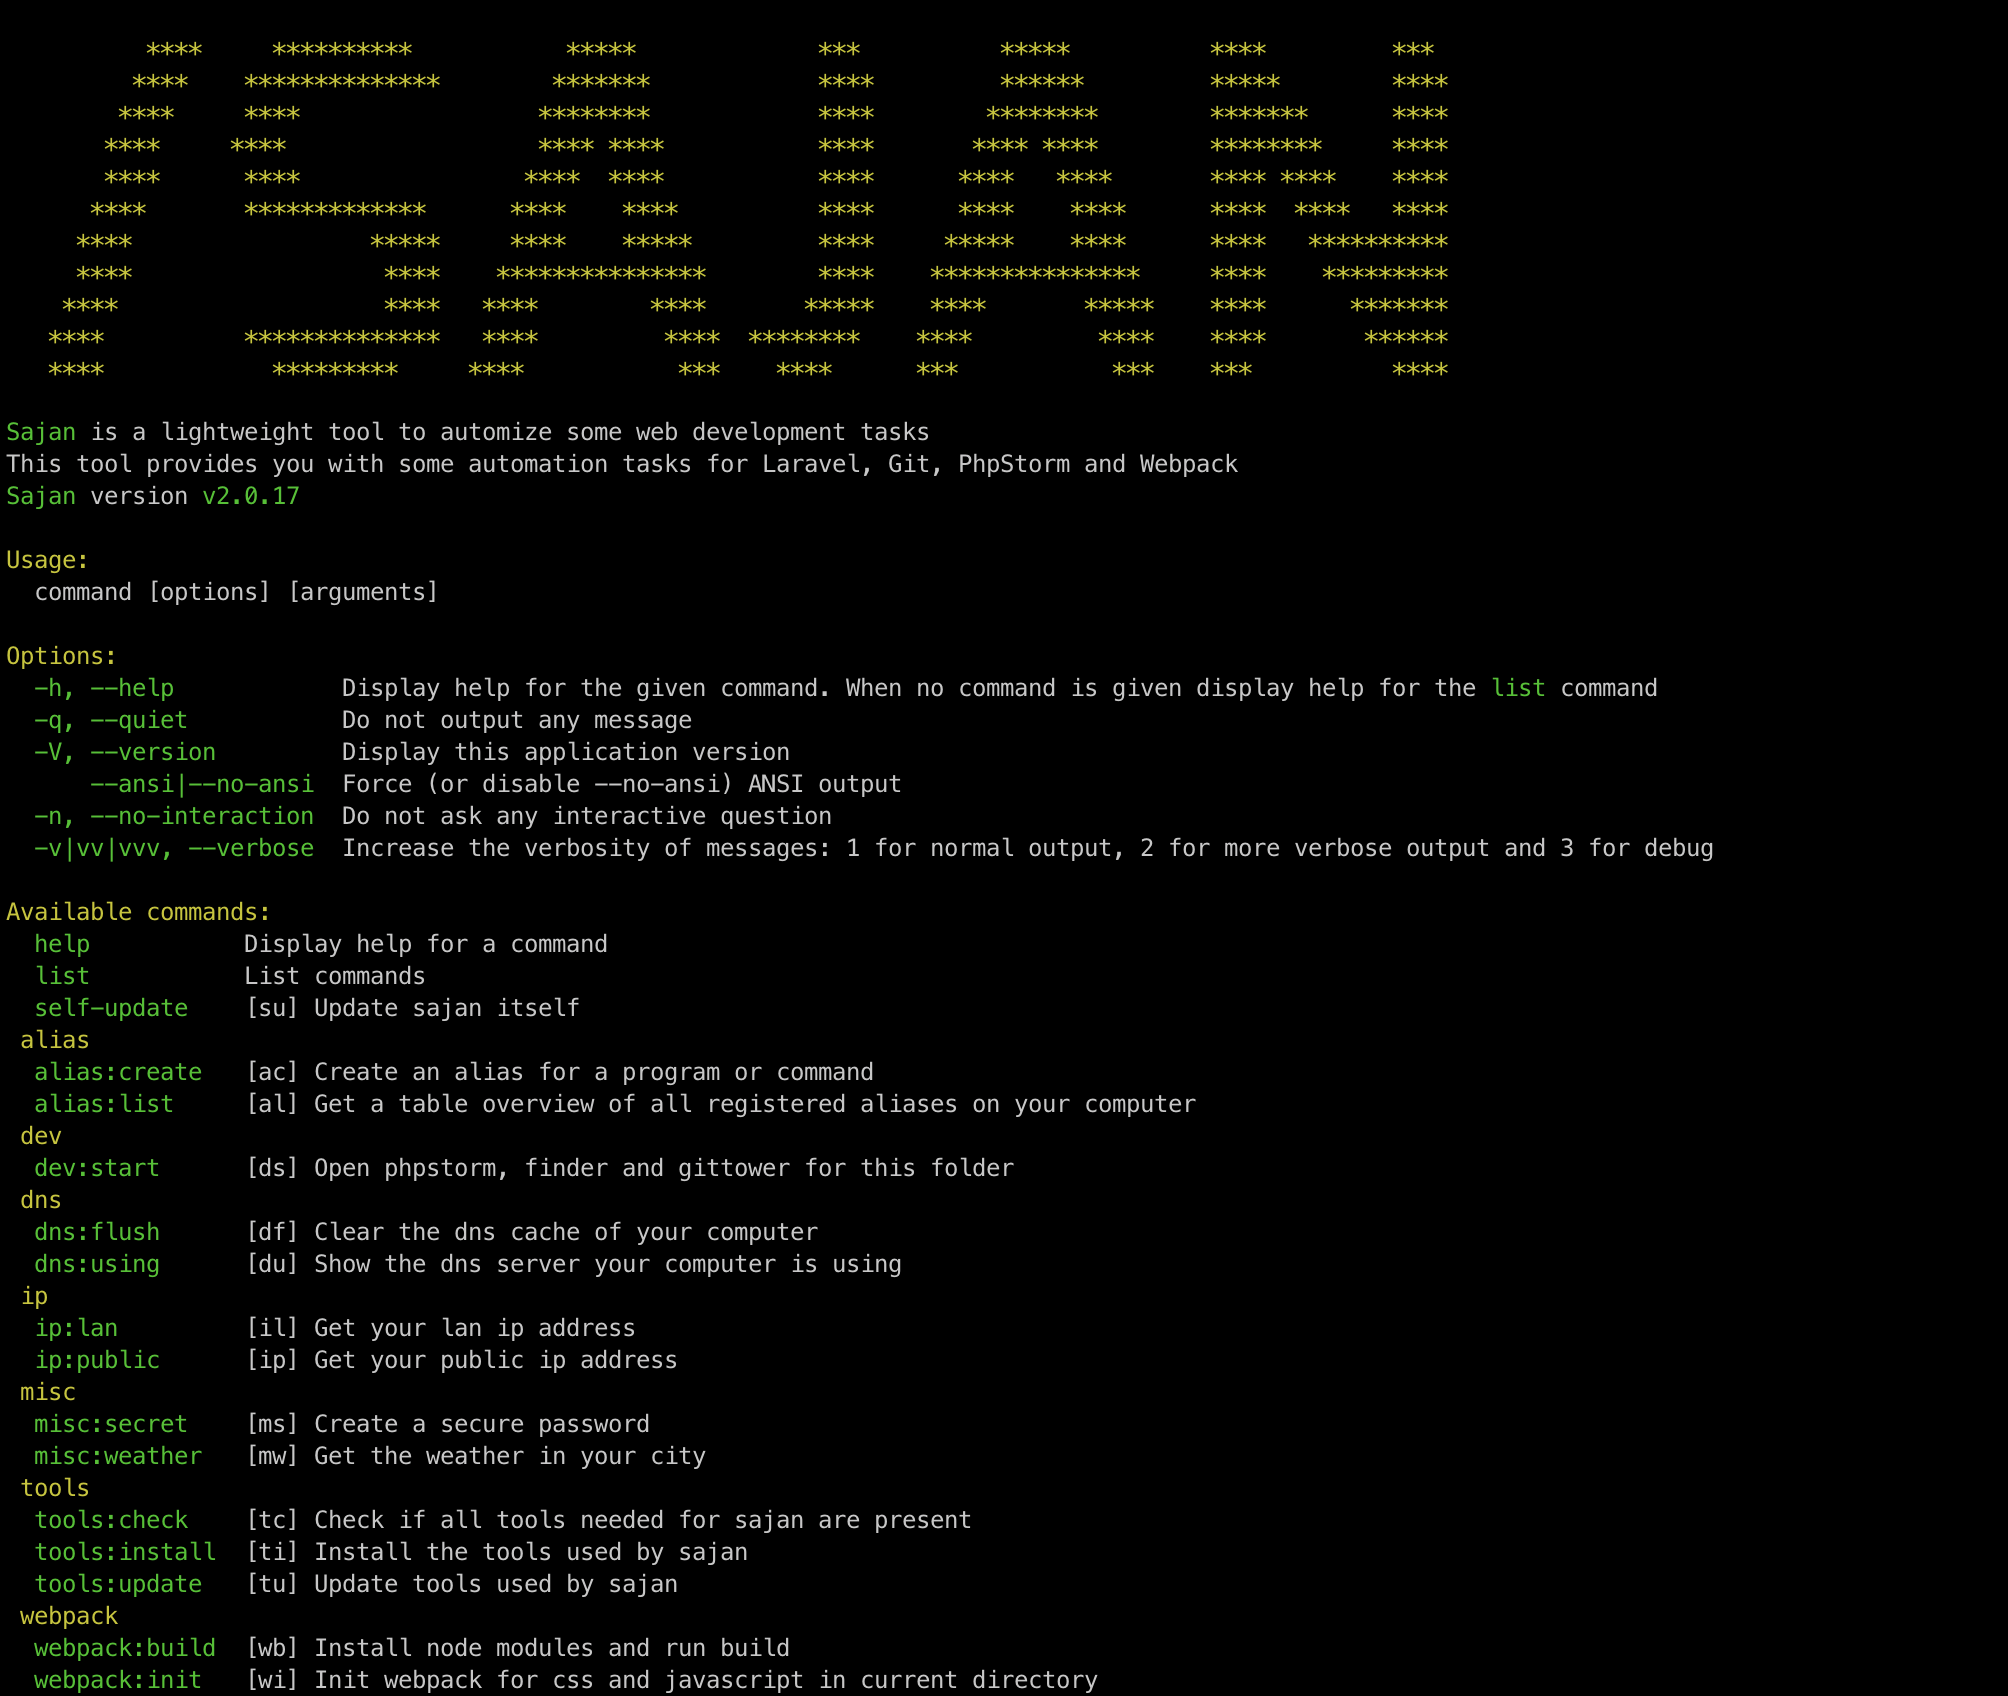 /SAJAN
Sajan is a lightweight tool to automize some web development tasks
This tool provides you with some automation tasks for Laravel, Git, PhpStorm and Webpack
Sajan version v2.0.17
Usage:
command [options] [arguments]
Options:
-h, --help Display help for the given command. When no command is given display help for the list command
-q, --quiet Do not output any message
-V, --version Display this application version
--ansi|--no-ansi Force (or disable --no-ansi) ANSI output
-n, --no-interaction Do not ask any interactive question
-v|vv|vvv, --verbose Increase the verbosity of messages: 1 for normal output, 2 for more verbose output and 3 for debug
Available commands:
help Display help for a command
list List commands
self-update [su] Update sajan itself
alias
alias:create [ac] Create an alias for a program or command
alias:list [al] Get a table overview of all registered aliases on your computer
dev
dev:start [ds] Open phpstorm, finder and gittower for this folder
dns
dns:flush [df] Clear the dns cache of your computer
dns:using [du] Show the dns server your computer is using
ip
ip:lan [il] Get your lan ip address
ip:public [ip] Get your public ip address
misc
misc:secret [ms] Create a secure password
misc:weather [mw] Get the weather in your city
tools
tools:check [tc] Check if all tools needed for sajan are present
tools:install [ti] Install the tools used by sajan
tools:update [tu] Update tools used by sajan
webpack
webpack:build [wb] Install node modules and run build
webpack:init [wi] Init webpack for css and javascript in current directory